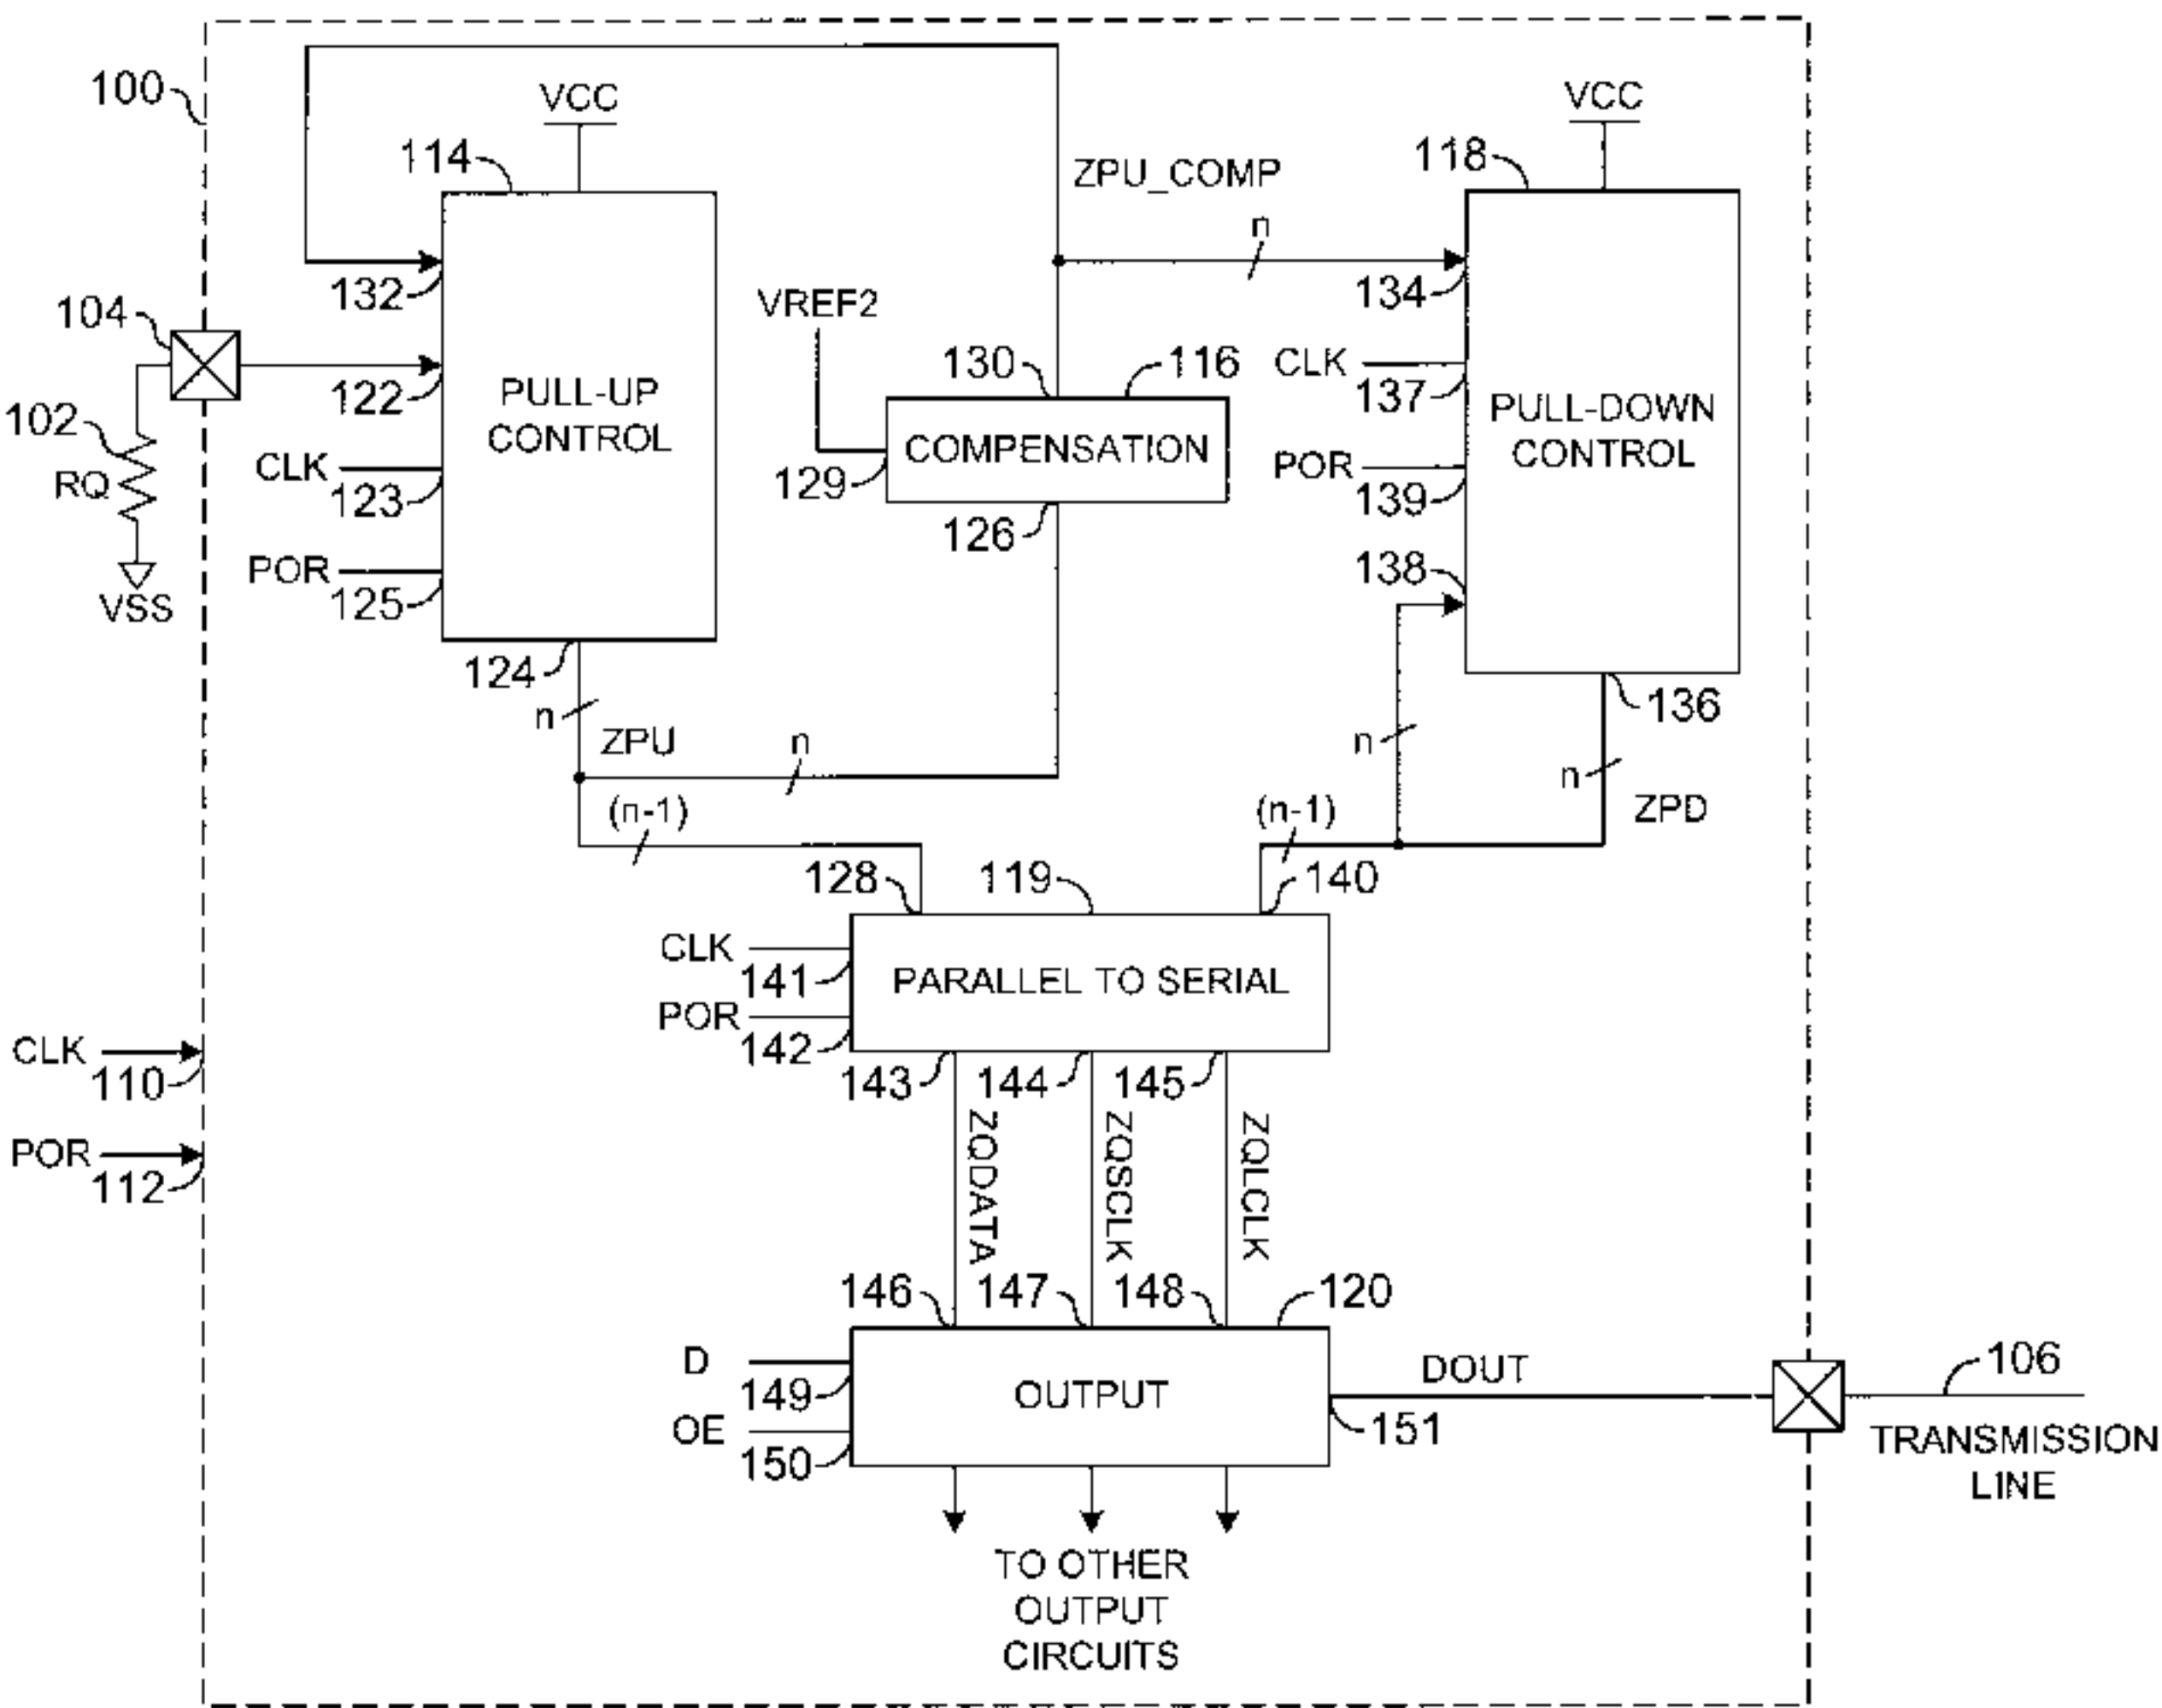 100
VCC
VCC
114
ZPU_COMP
118
n
132
134
104
VREF2
130
116
CLK
122
PULL-UP
CONTROL
137
PULL-DOWN
CONTROL
102
RQ
COMPENSATION
CLK
129
POR
123
139
126
POR
138
125
VSS
124
136
n
ZPU
n
n
n
(n-1)
(n-1)
ZPD
128
119
140
CLK
141
PARALLEL TO SERIAL
POR
142
CLK
110
143
144
145
POR
112
ZQDATA
ZQSCLK
ZQLCLK
146
147
148
120
D
149
OUTPUT
DOUT
106
OE
150
151
TRANSMISSION
LINE
TO OTHER
OUTPUT
CIRCUITS